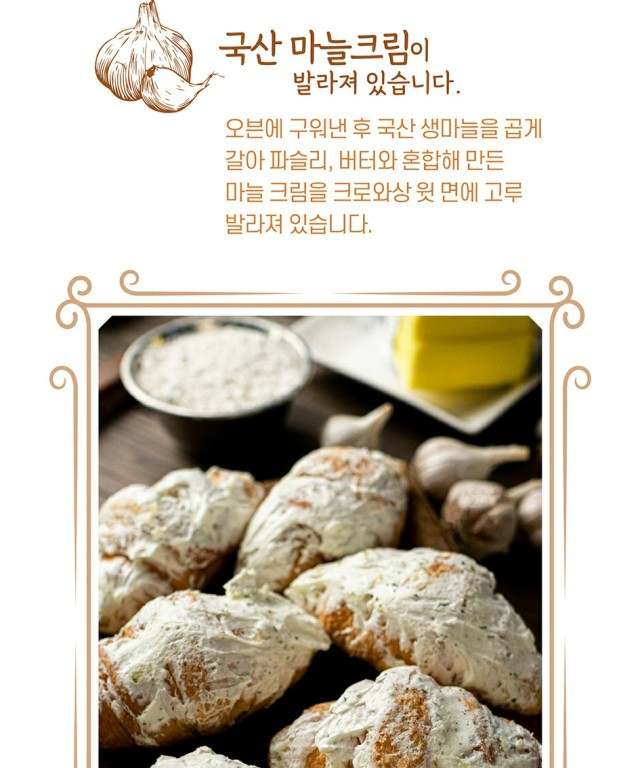 국산 마늘크림이
발라져 있습니다.
오븐에 구워낸 후 국산 생마늘을 곱게
갈아 파슬리, 버터와 혼합해 만든
마늘 크림을 크로와상 윗 면에 고루
발라져 있습니다.